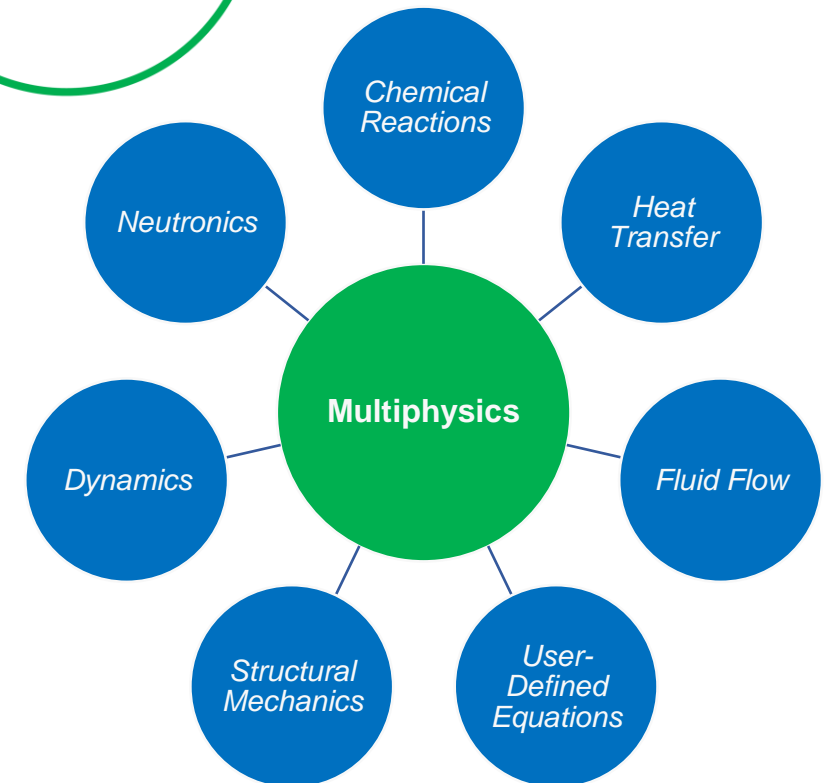 Chemical
Reactions
Heat
Transfer
Neutronics
Multiphysics
Dynamics
Fluid Flow
Structural
Mechanics
User-
Defined
Equations